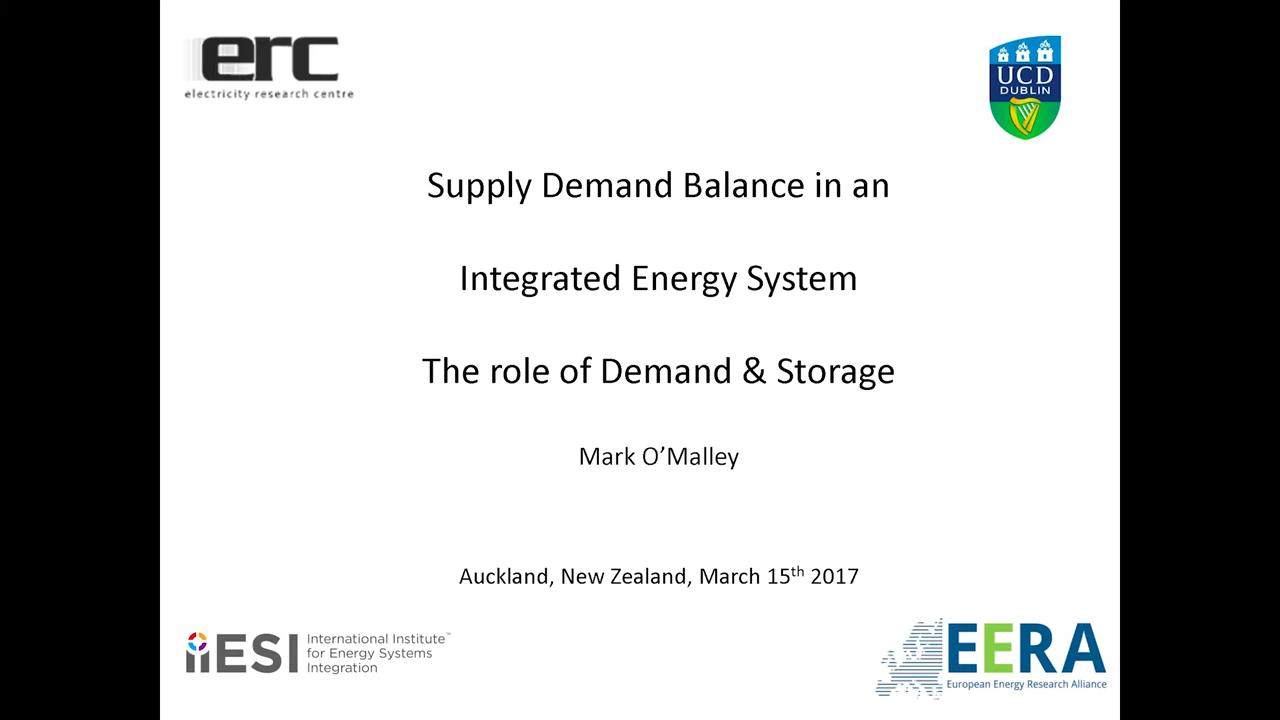 erc
electricity research centre
UCD
DUBLIN
Supply Demand Balance in an
Integrated Energy System
The role of Demand & Storage
Mark O’Malley
Auckland, New Zealand, March 15th 2017
iiESI
International Institute™
for Energy Systems
Integration
EERA
European Energy Research Alliance